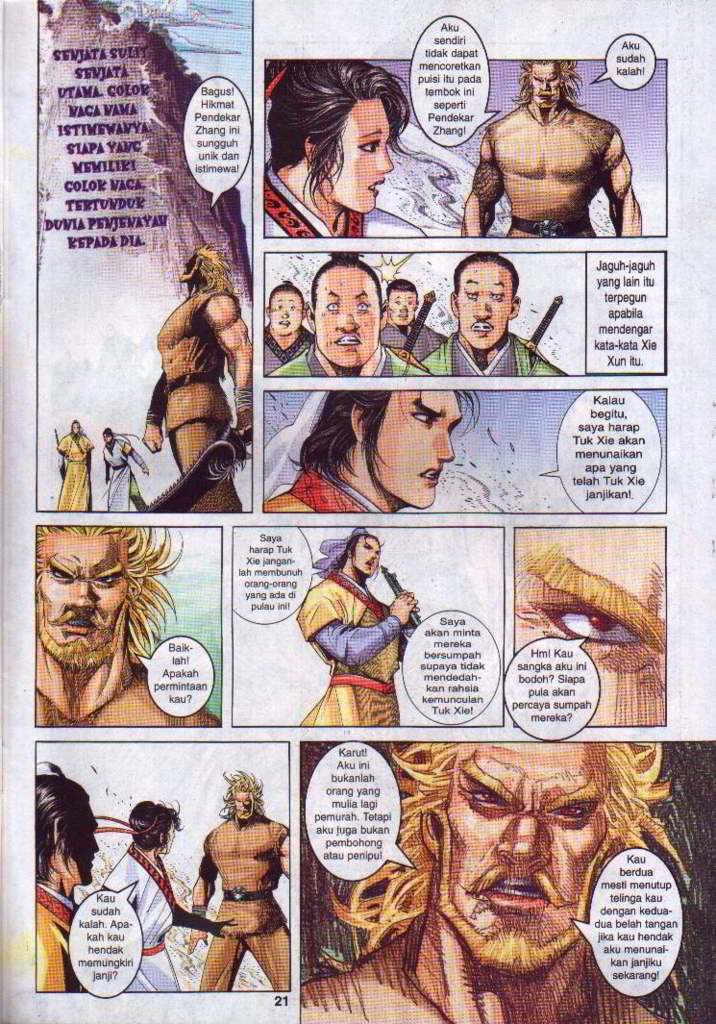 SENJATA SULIT
SENJATA
UTAMA. COLOK
NAGA NAMA
ISTIMEWANYA
SIAPA YANG
MEMILIKI
COLOK NAGA,
TERTUNDUK
DUNIA PENJENAYAH
KEPADA DIA.
Bagus!
Hikmat
Pendekar
Zhang ini
sungguh
unik dan
istimewa!
Aku
sendiri
tidak dapat
mencoretkan
puisi itu pada
tembok ini
seperti
Pendekar
Zhang!
Aku
sudah
kalah!
Jaguh-jaguh
yang lain itu
terpegun
apabila
mendengar
kata-kata Xie
Xun itu.
Kalau
begitu,
saya harap
Tuk Xie akan
menunaikan
apa yang
telah Tuk Xie
janjikan!
Baik-
lah!
Apakah
permintaan
kau?
Saya
harap Tuk
Xie jangan-
lah membunuh
orang-orang
yang ada di
pulau ini!
Saya
akan minta
mereka
bersumpah
supaya tidak
mendedah-
kan rahsia
kemunculan
Tuk Xie!
Hm! Kau
sangka aku ini
bodoh? Siapa
pula akan
percaya sumpah
mereka?
Kau
sudah
kalah. Apa-
kah kau
hendak
memungkiri
janji?
Karut!
Aku ini
bukanlah
orang yang
mulia lagi
pemurah. Tetapi
aku juga bukan
pembohong
atau penipu!
Kau
berdua
mesti menutup
telinga kau
dengan kedua-
dua belah tangan
jika kau hendak
aku menunai-
kan janjiku
sekarang!
21